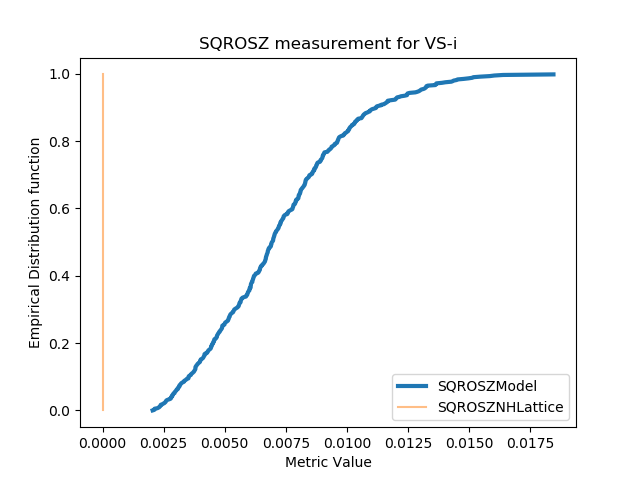 SQROSZ measurement for VS-i
Empirical Distribution function
1.0
0.8
0.6
0.4
0.2
0.0
SQROSZModel
SQROSZNHLattice
0.0000 0.0025 0.0050 0.0075 0.0100 0.0125 0.0150 0.0175
Metric Value